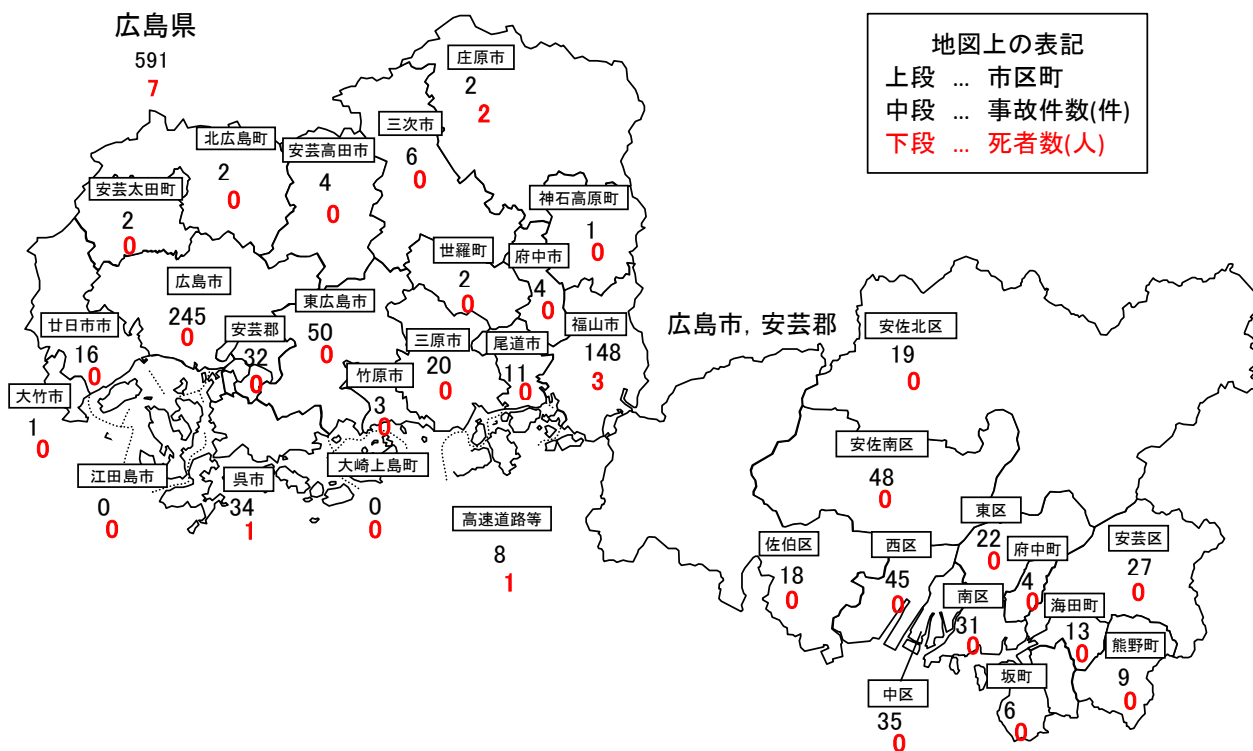 広島県
591
7
地図上の表記
上段 … 市区町
中段 … 事故件数(件)
下段 … 死者数(人)
庄原市
2
2
三次市
6
0
北広島町
2
0
安芸高田市
4
0
安芸太田町
2
0
神石高原町
1
0
世羅町
2
0
府中市
4
0
広島市
245
0
東広島市
50
0
安芸郡
32
0
廿日市市
16
0
三原市
20
0
尾道市
11
0
福山市
148
3
竹原市
3
0
大竹市
1
0
江田島市
0
0
呉市
34
1
大崎上島町
0
0
高速道路等
8
1
広島市，安芸郡
安佐北区
19
0
安佐南区
48
0
東区
22
0
佐伯区
18
0
西区
45
0
府中町
4
0
安芸区
27
0
南区
31
0
海田町
13
0
熊野町
9
0
坂町
6
0
中区
35
0